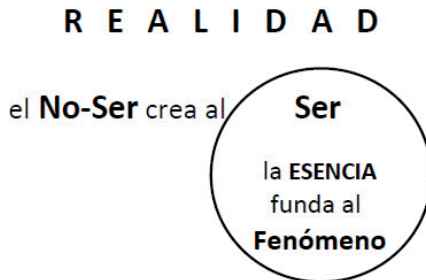 R E A L I D A D
el No-Ser crea al Ser
la ESENCIA
funda al
Fenómeno